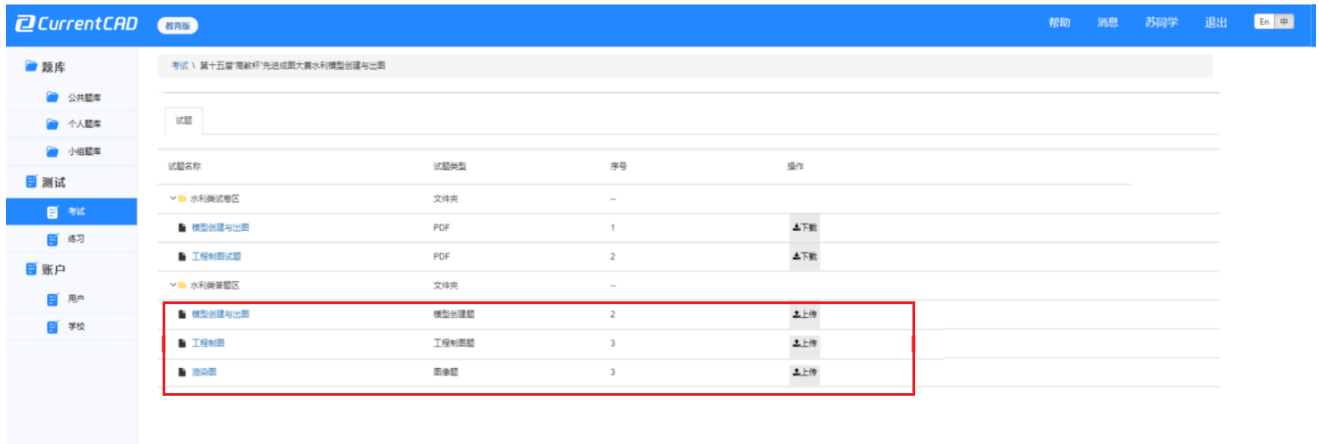 CurrentCAD 教育版 帮助 消息 苏同学 退出 En 中
题库
公共题库
个人题库
小组题库
测试
考试
练习
账户
用户
学校
考试 \ 第十五届"高教杯"先进成图大赛水利模型创建与出图
试题
试题名称 试题类型 序号 操作
水利类试卷区 文件夹 --
模型创建与出图 PDF 1 下载
工程制图试题 PDF 2 下载
水利类答题区 文件夹 --
模型创建与出图 模型创建题 2 上传
工程制图 工程制图题 3 上传
渲染图 图像题 3 上传